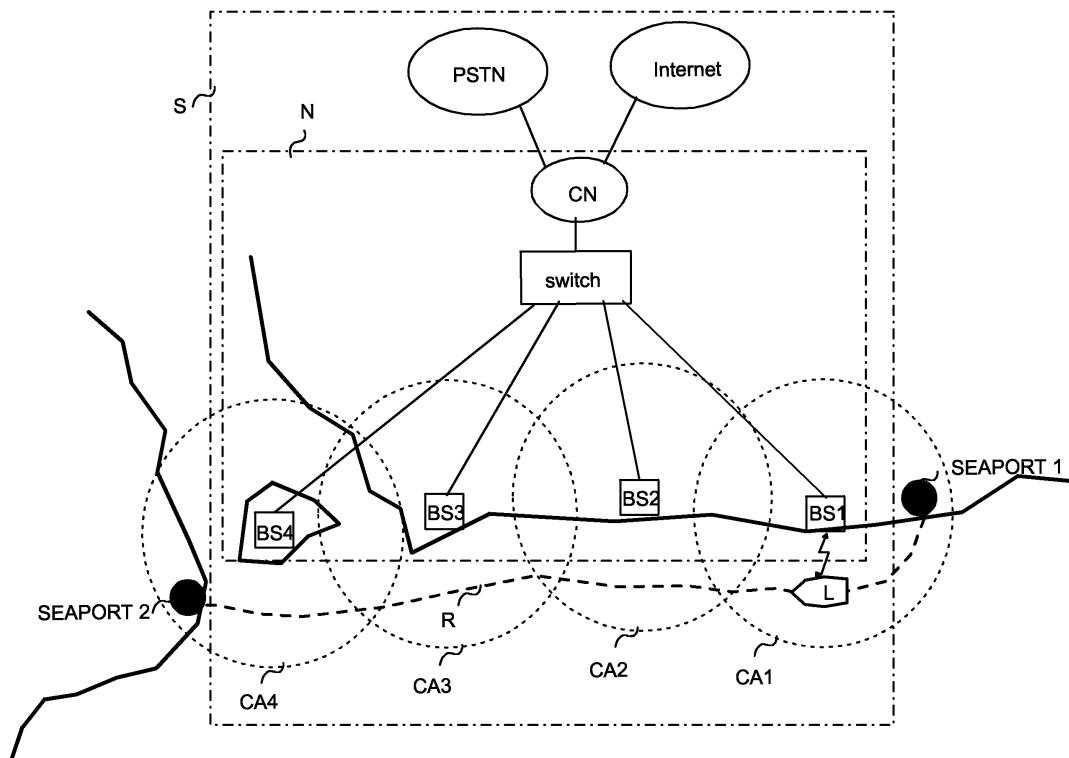 PSTN
Internet
S
N
CN
switch
SEAPORT 1
BS4
BS3
BS2
BS1
SEAPORT 2
R
L
CA4
CA3
CA2
CA1